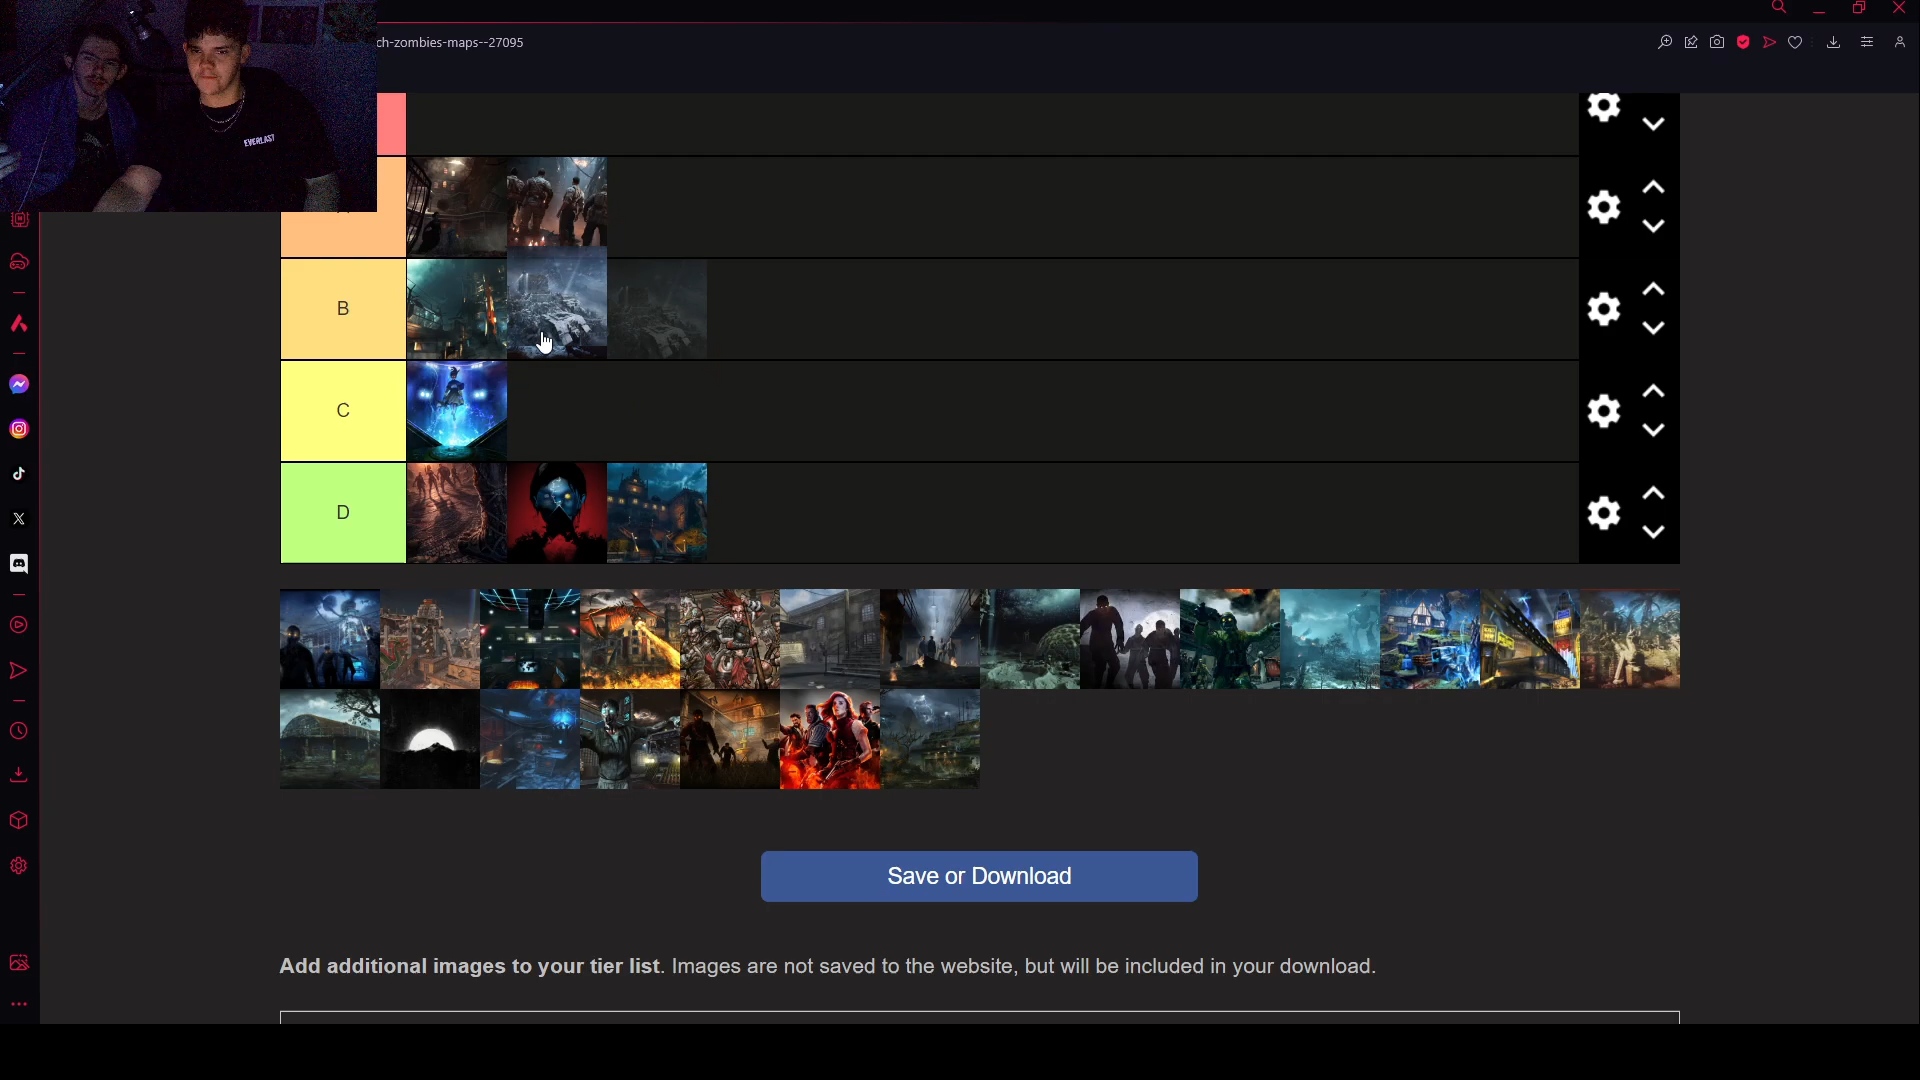 ch-zombies-maps--27095
EVERLAST
B
C
D
Save or Download
Add additional images to your tier list. Images are not saved to the website, but will be included in your download.